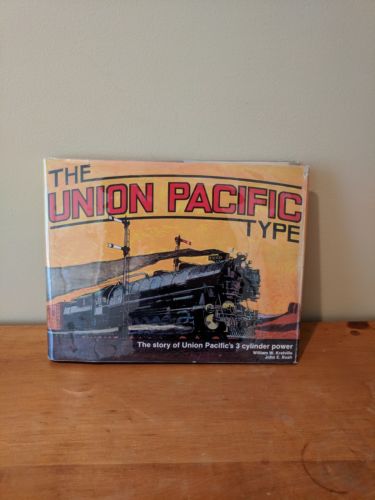 THE
UNION PACIFIC
TYPE
The story of Union Pacific's 3 cylinder power
William W. Kratville
John E. Bush